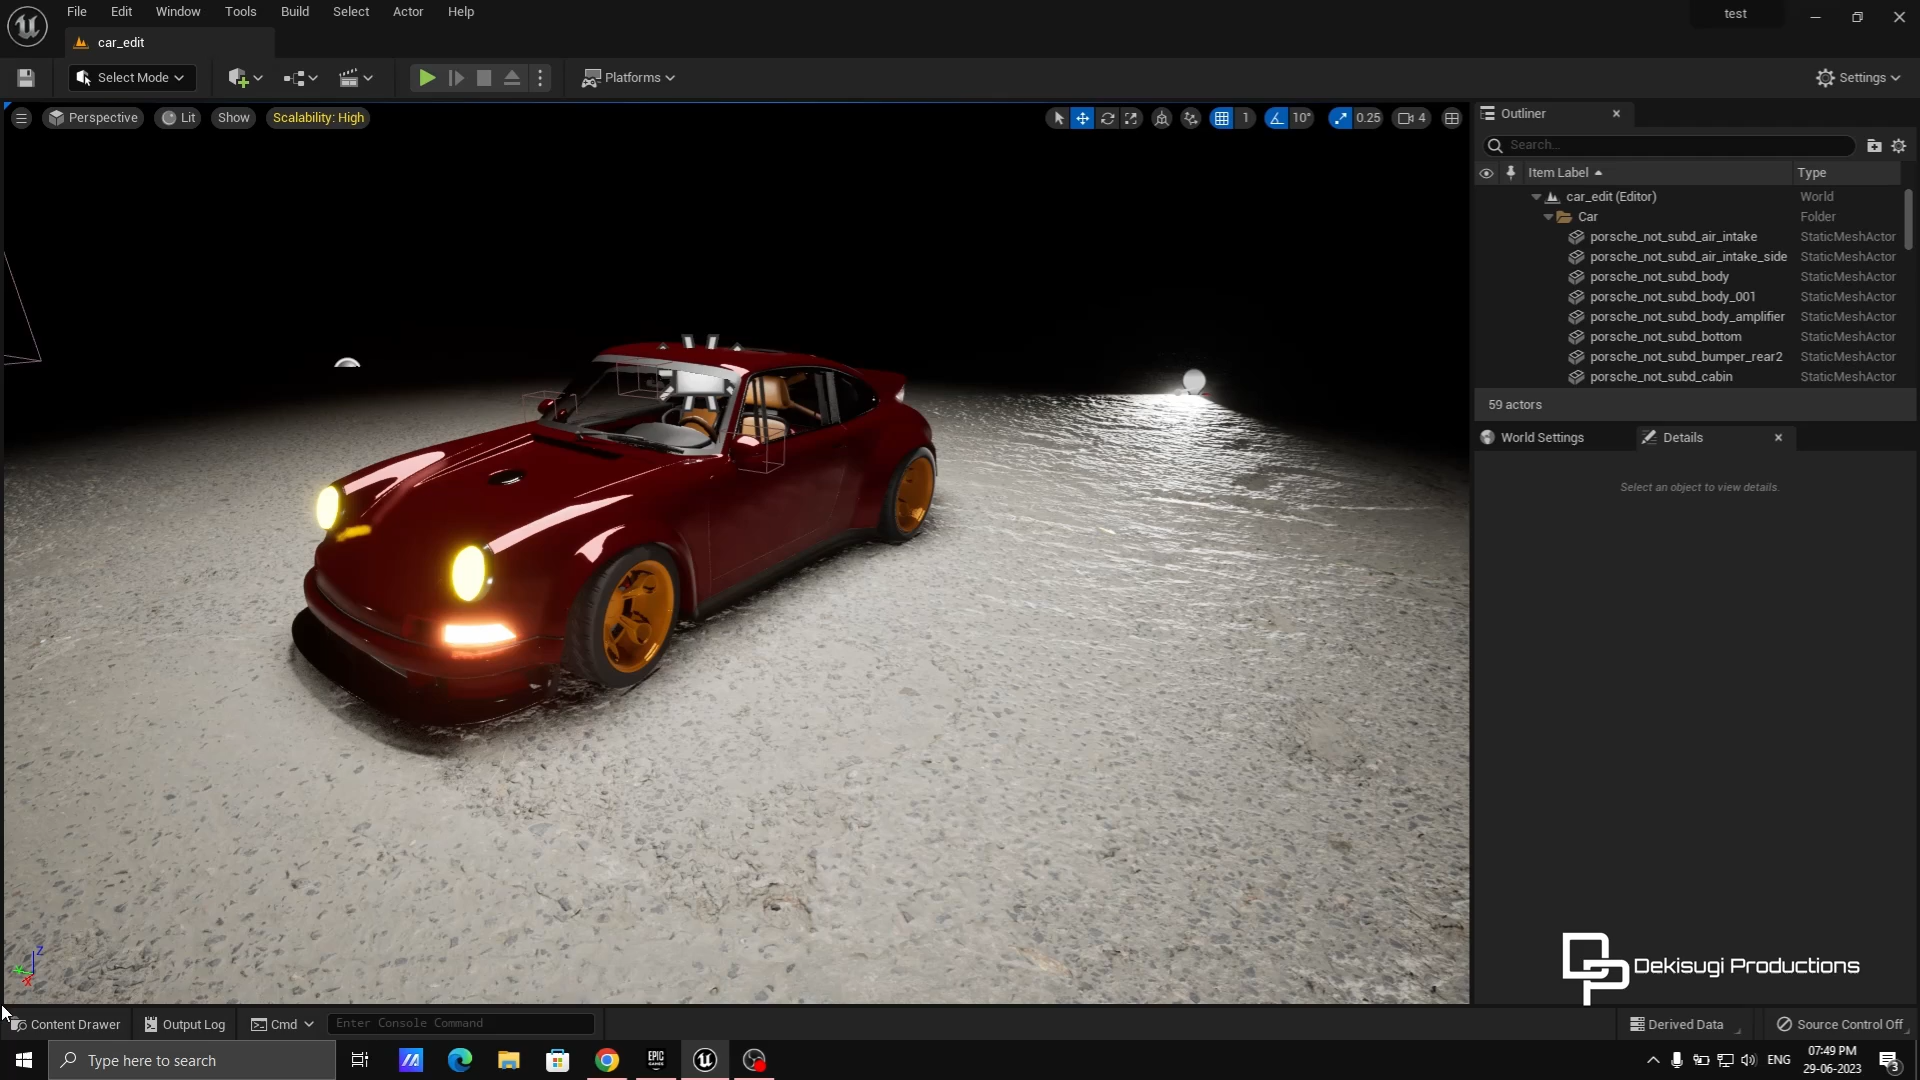 File Edit Window Tools Build Select Actor Help
test
car_edit
Select Mode
Platforms
Settings
Perspective Lit Show Scalability: High
1 10° 0.25 4
Outliner
Search...
Item Label Type
car_edit (Editor) World
Car Folder
porsche_not_subd_air_intake StaticMeshActor
porsche_not_subd_air_intake_side StaticMeshActor
porsche_not_subd_body StaticMeshActor
porsche_not_subd_body_001 StaticMeshActor
porsche_not_subd_body_amplifier StaticMeshActor
porsche_not_subd_bottom StaticMeshActor
porsche_not_subd_bumper_rear2 StaticMeshActor
porsche_not_subd_cabin StaticMeshActor
59 actors
World Settings Details
Select an object to view details.
Z
Y
X
Dekisugi Productions
Content Drawer Output Log Cmd Enter Console Command
Derived Data Source Control Off
Type here to search
EPIC
GAMES
ENG
07:49 PM
29-06-2023
3